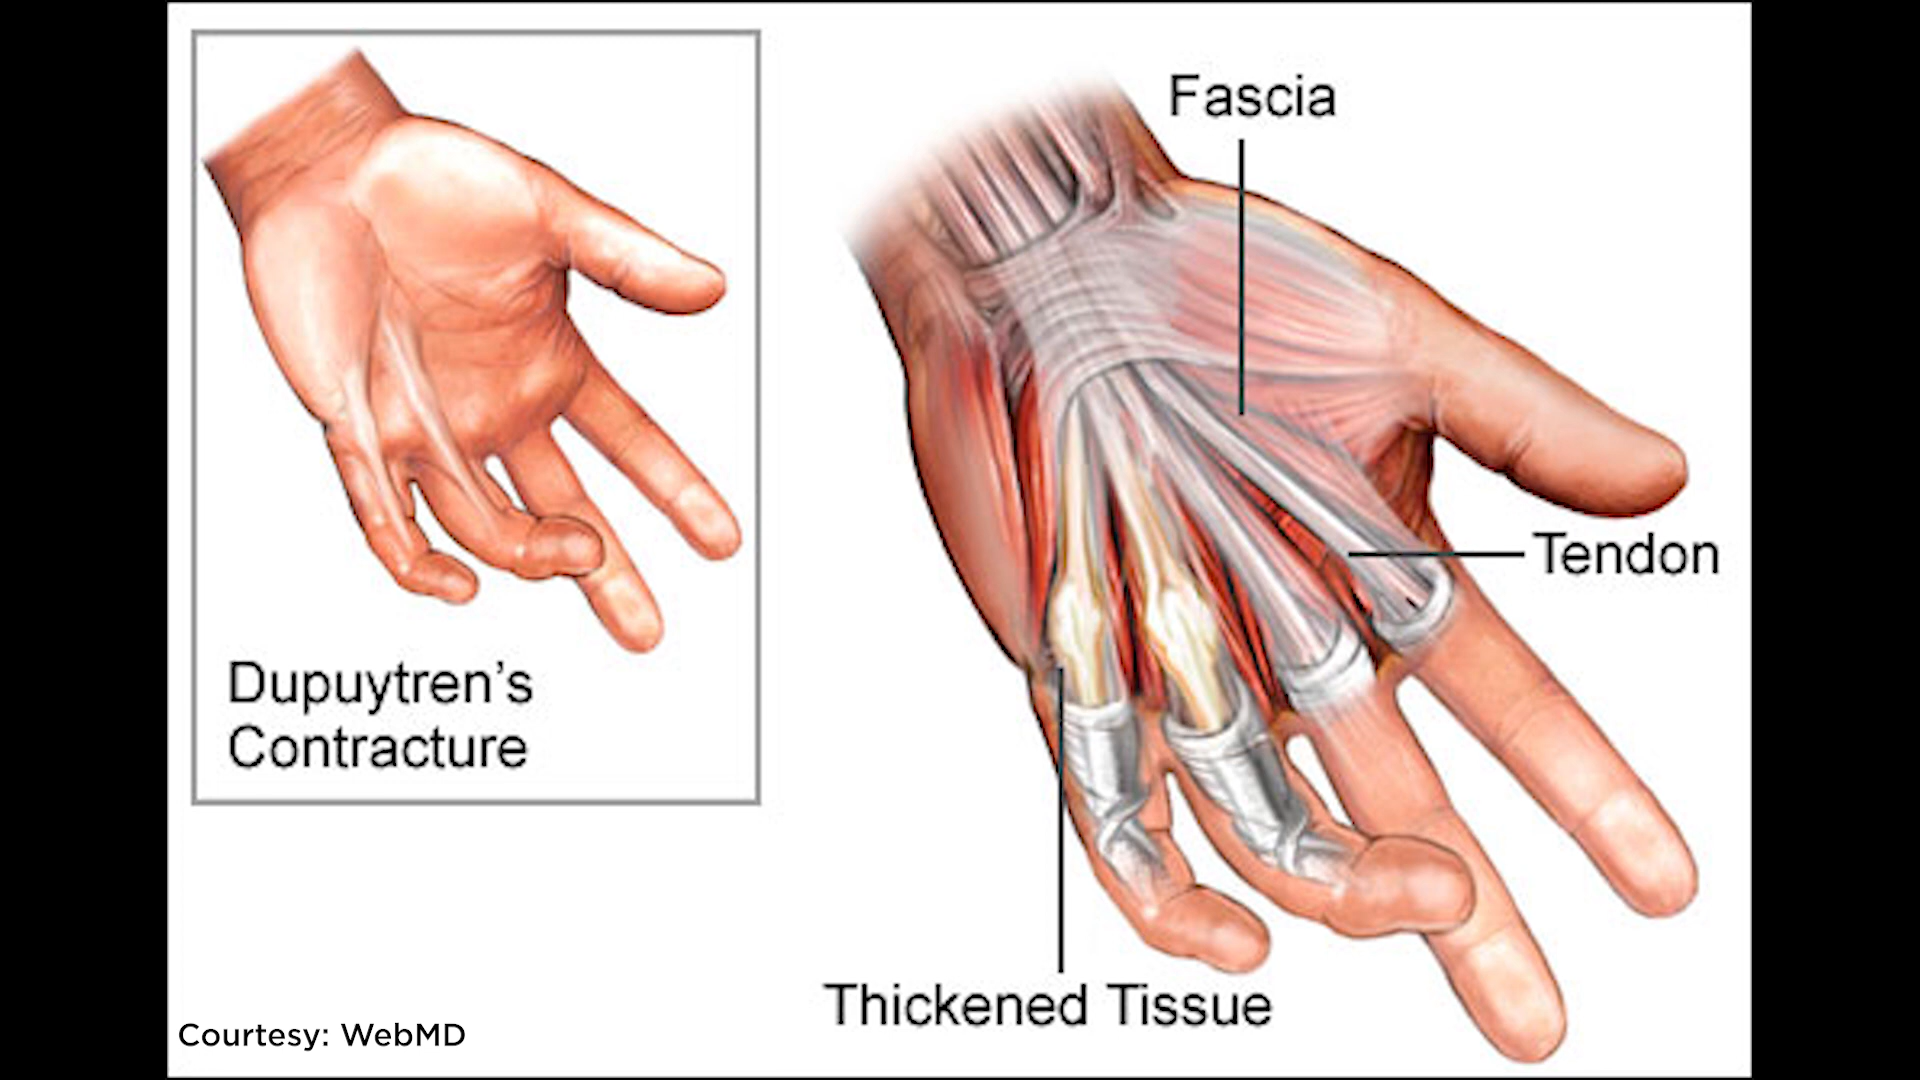 Fascia
Tendon
Dupuytren's
Contracture
Thickened Tissue
Courtesy: WebMD